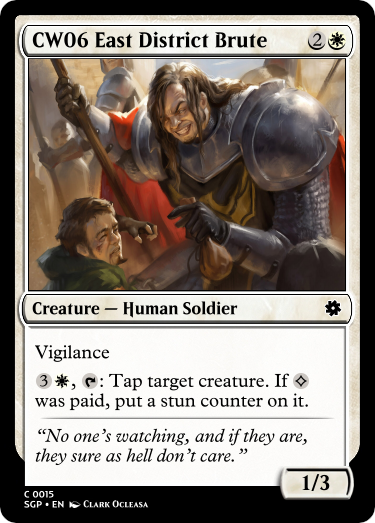 CW06 East District Brute 2
Creature — Human Soldier
Vigilance
3 , : Tap target creature. If
was paid, put a stun counter on it.
“No one’s watching, and if they are,
they sure as hell don’t care.”
1/3
C 0015
SGP • EN Clark Ocleasa